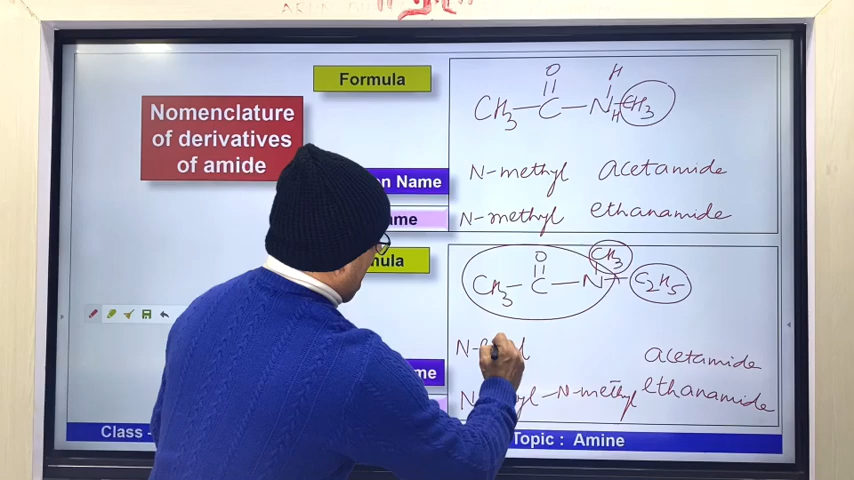 Formula
Nomenclature
of derivatives
of amide
O H
CH3 — C — N CH3
H
N-methyl acetamide
Name
N-methyl ethanamide
CH3
O
CH3 - C — N C2H5
acetamide
N-methyl ethanamide
Class -
Topic : Amine